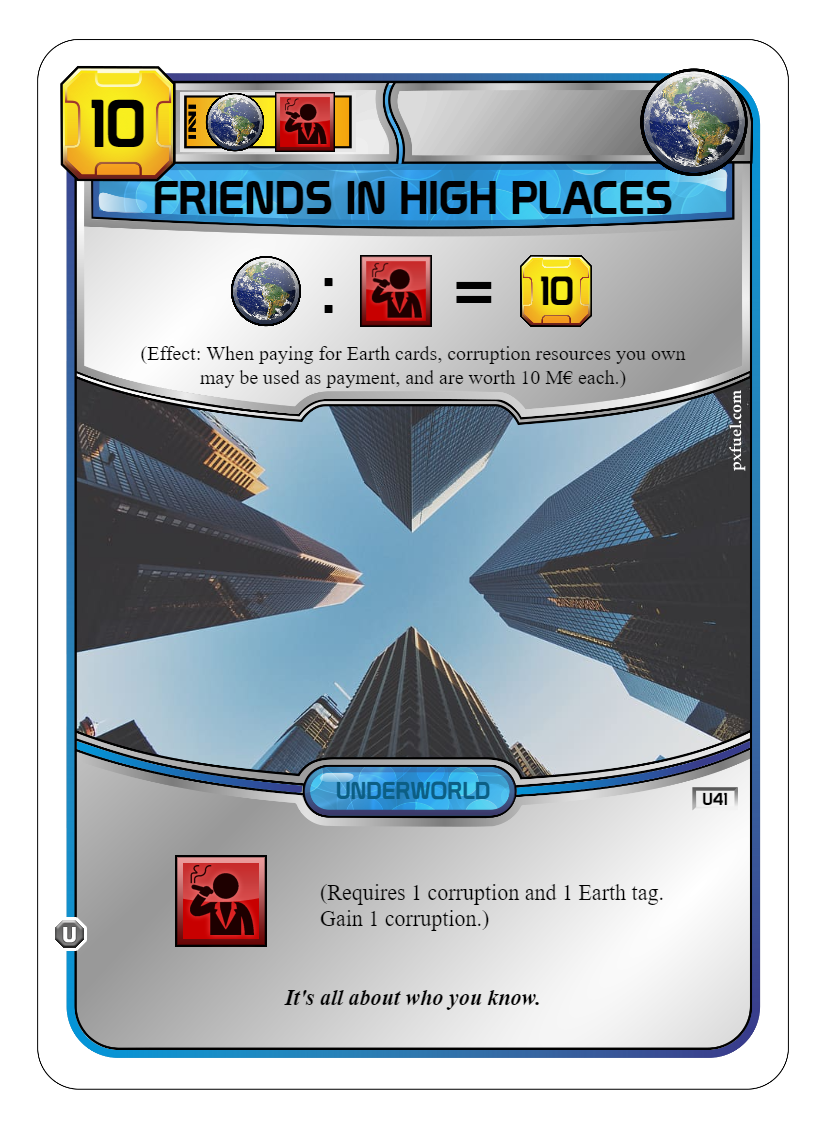 10
FRIENDS IN HIGH PLACES
: = 10
(Effect: When paying for Earth cards, corruption resources you own
may be used as payment, and are worth 10 M€ each.)
pxfuel.com
UNDERWORLD
U41
(Requires 1 corruption and 1 Earth tag.
Gain 1 corruption.)
U
It's all about who you know.